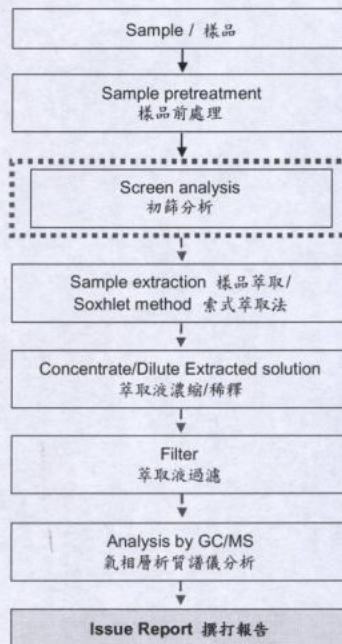 Sample / 樣品
Sample pretreatment
樣品前處理
Screen analysis
初篩分析
Sample extraction 樣品萃取/
Soxhlet method 索式萃取法
Concentrate/Dilute Extracted solution
萃取液濃縮/稀釋
Filter
萃取液過濾
Analysis by GC/MS
氣相層析質譜儀分析
Issue Report 撰打報告